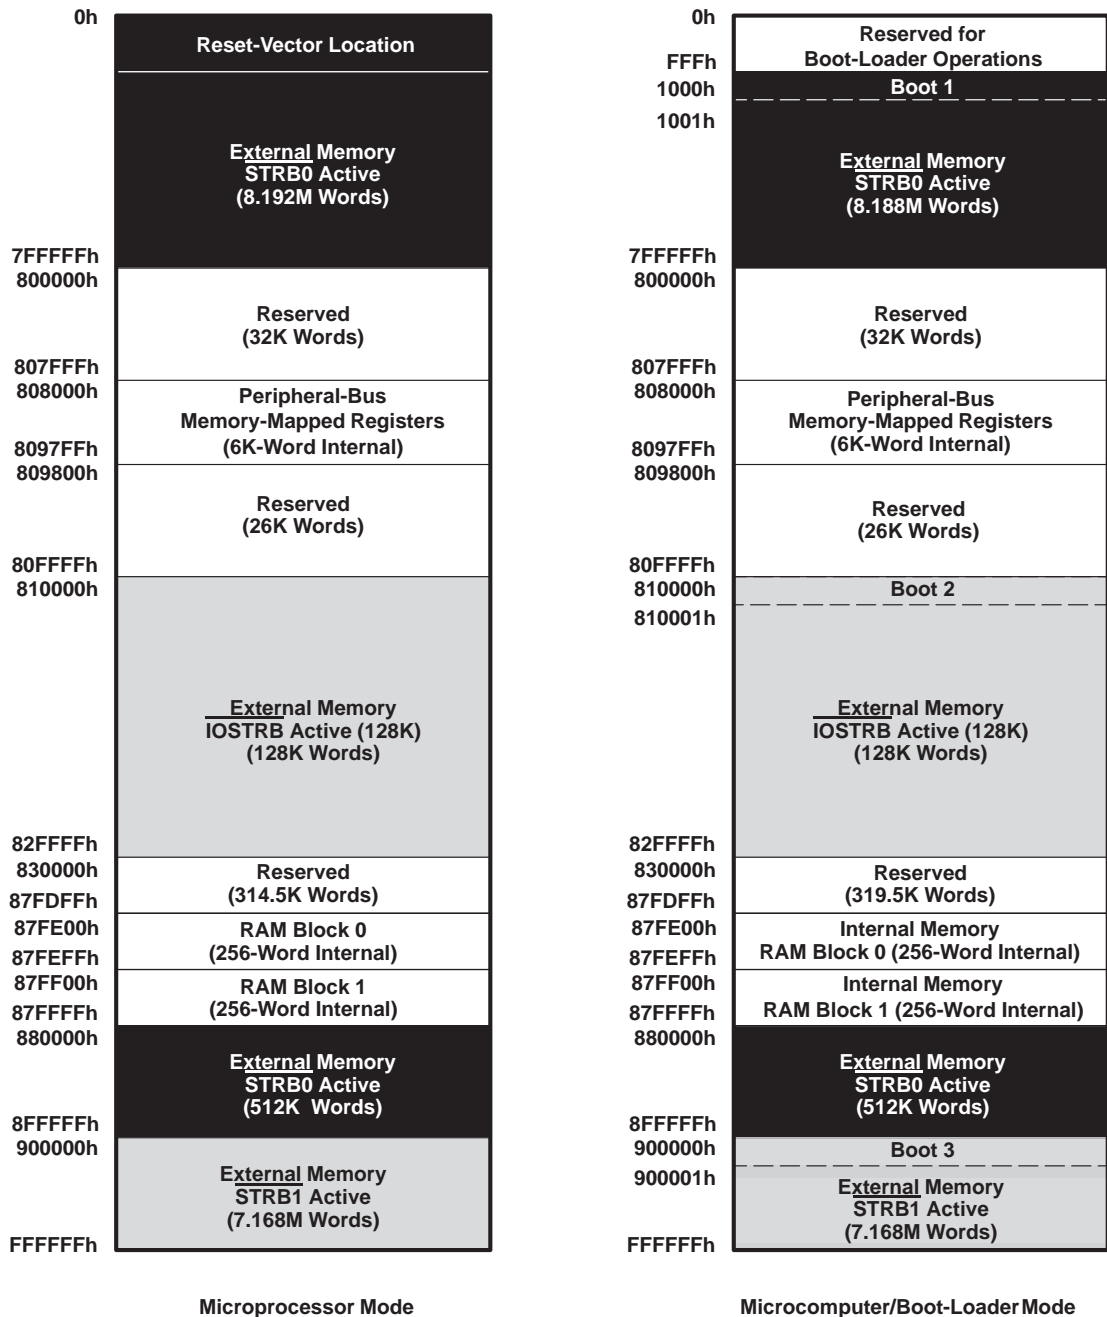 0h
Reset-Vector Location
External Memory
STRB0 Active
(8.192M Words)
7FFFFFh
800000h
Reserved
(32K Words)
807FFFh
808000h
Peripheral-Bus
Memory-Mapped Registers
(6K-Word Internal)
8097FFh
809800h
Reserved
(26K Words)
80FFFFh
810000h
External Memory
IOSTRB Active (128K)
(128K Words)
82FFFFh
830000h
Reserved
(314.5K Words)
87FDFFh
87FE00h
RAM Block 0
(256-Word Internal)
87FEFFh
87FF00h
RAM Block 1
(256-Word Internal)
87FFFFh
880000h
External Memory
STRB0 Active
(512K Words)
8FFFFFh
900000h
External Memory
STRB1 Active
(7.168M Words)
FFFFFFh
Microprocessor Mode
0h
Reserved for
Boot-Loader Operations
FFFh
1000h
Boot 1
1001h
External Memory
STRB0 Active
(8.188M Words)
7FFFFFh
800000h
Reserved
(32K Words)
807FFFh
808000h
Peripheral-Bus
Memory-Mapped Registers
(6K-Word Internal)
8097FFh
809800h
Reserved
(26K Words)
80FFFFh
810000h
Boot 2
810001h
External Memory
IOSTRB Active (128K)
(128K Words)
82FFFFh
830000h
Reserved
(319.5K Words)
87FDFFh
87FE00h
Internal Memory
RAM Block 0 (256-Word Internal)
87FEFFh
87FF00h
Internal Memory
RAM Block 1 (256-Word Internal)
87FFFFh
880000h
External Memory
STRB0 Active
(512K Words)
8FFFFFh
900000h
Boot 3
900001h
External Memory
STRB1 Active
(7.168M Words)
FFFFFFh
Microcomputer/Boot-Loader Mode